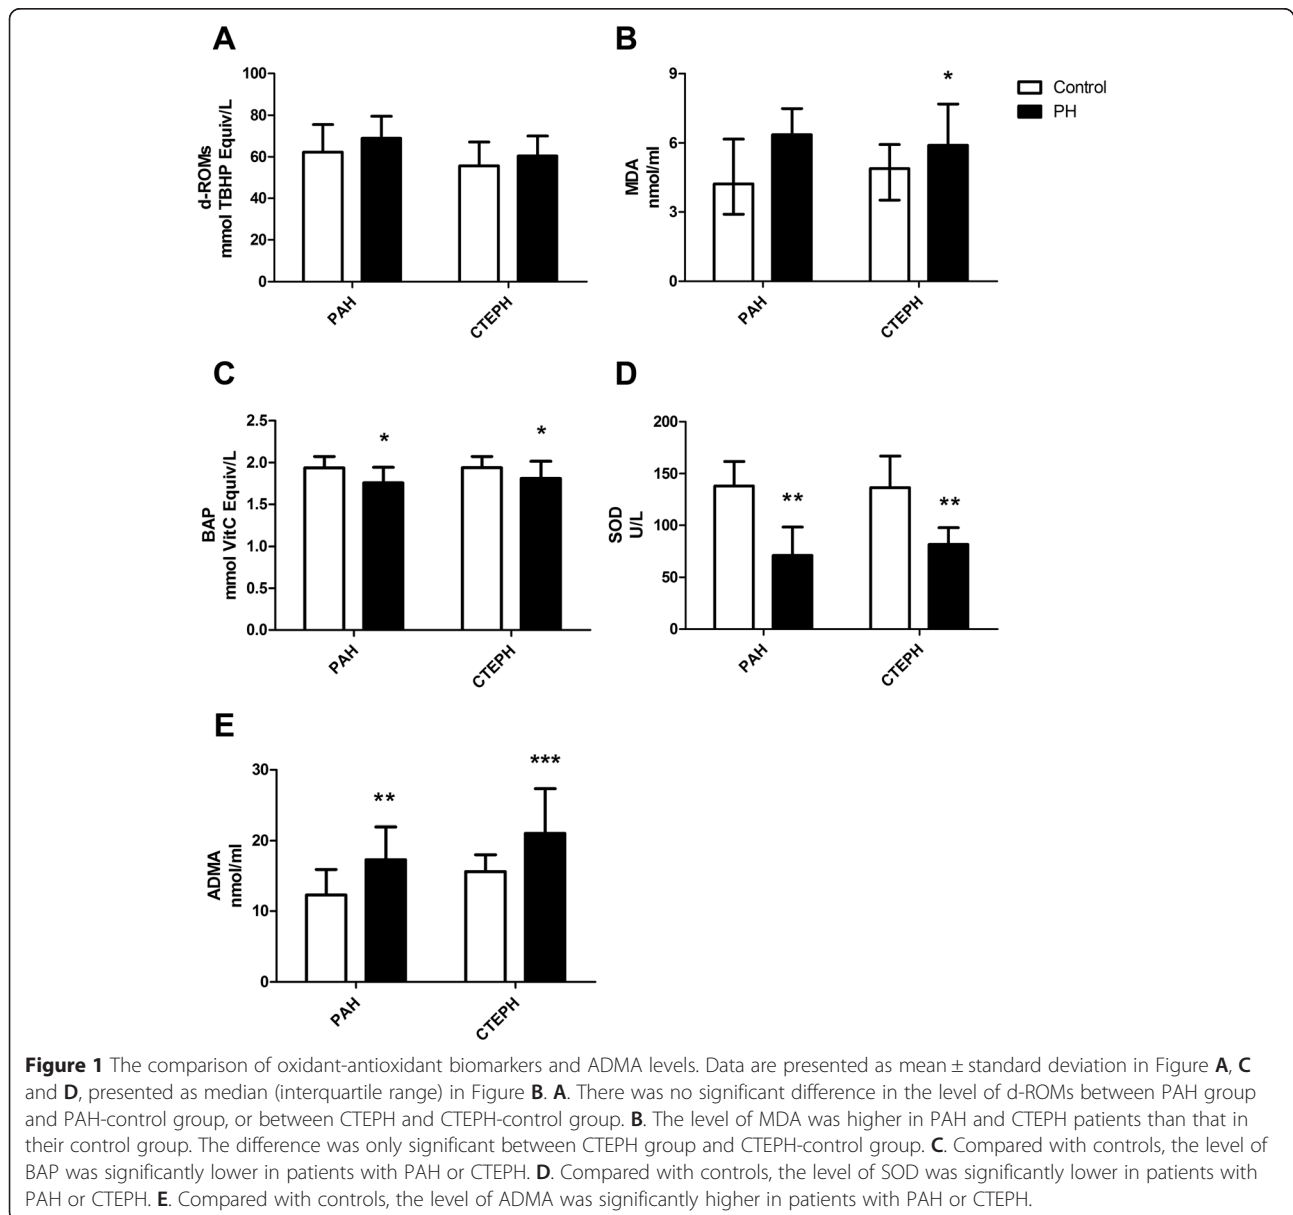 A
100
80
60
40
20
0
d-ROMs
mmol TBHP Equiv/L
PAH
CTEPH
B
9
6
3
0
MDA
nmol/ml
*
PAH
CTEPH
Control
PH
C
2.5
2.0
1.5
1.0
0.5
0.0
BAP
mmol VitC Equiv/L
*
*
PAH
CTEPH
D
200
150
100
50
0
SOD
U/L
**
**
PAH
CTEPH
E
30
20
10
0
ADMA
nmol/ml
**
***
PAH
CTEPH
Figure 1 The comparison of oxidant-antioxidant biomarkers and ADMA levels. Data are presented as mean ± standard deviation in Figure A, C
and D, presented as median (interquartile range) in Figure B. A. There was no significant difference in the level of d-ROMs between PAH group
and PAH-control group, or between CTEPH and CTEPH-control group. B. The level of MDA was higher in PAH and CTEPH patients than that in
their control group. The difference was only significant between CTEPH group and CTEPH-control group. C. Compared with controls, the level of
BAP was significantly lower in patients with PAH or CTEPH. D. Compared with controls, the level of SOD was significantly lower in patients with
PAH or CTEPH. E. Compared with controls, the level of ADMA was significantly higher in patients with PAH or CTEPH.